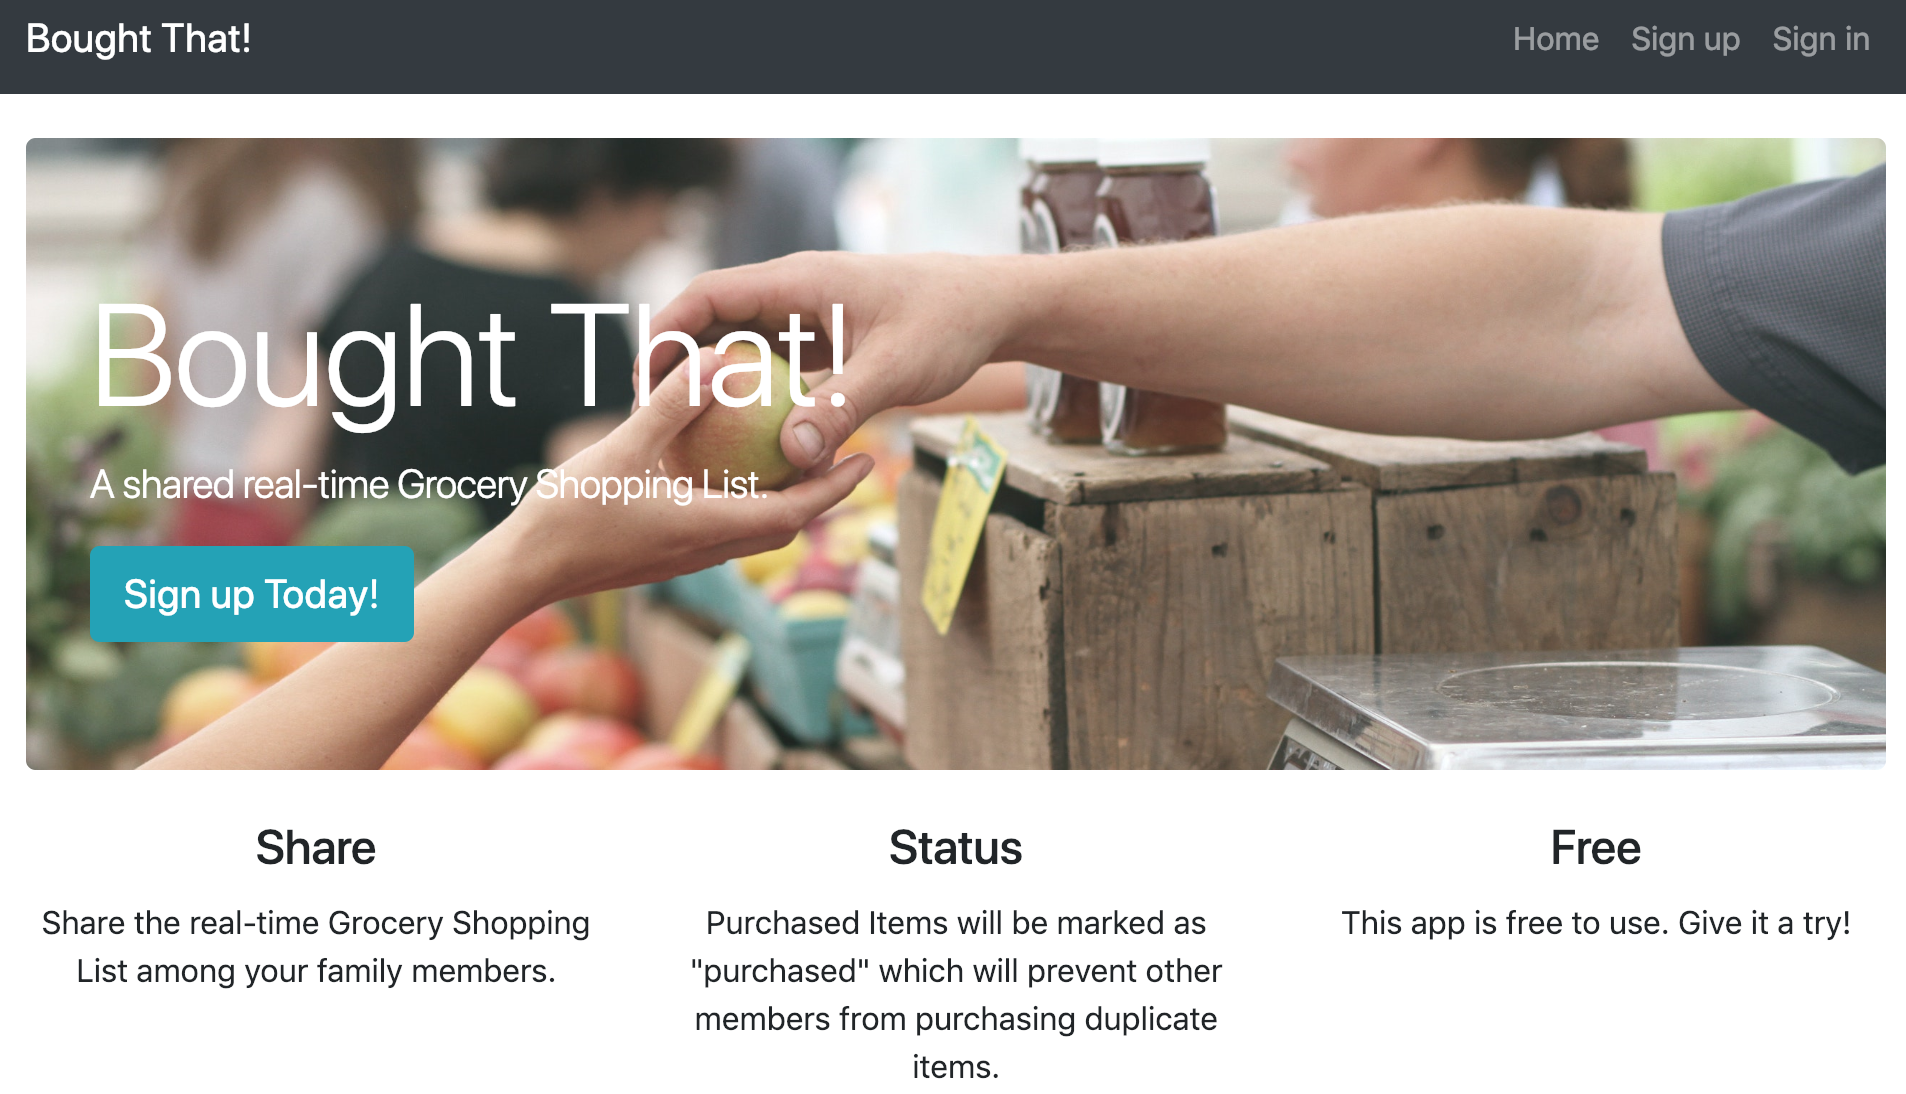 Bought That!
Home Sign up Sign in
Bought That!
A shared real-time Grocery Shopping List.
Sign up Today!
Share
Share the real-time Grocery Shopping
List among your family members.
Status
Purchased Items will be marked as
"purchased" which will prevent other
members from purchasing duplicate
items.
Free
This app is free to use. Give it a try!